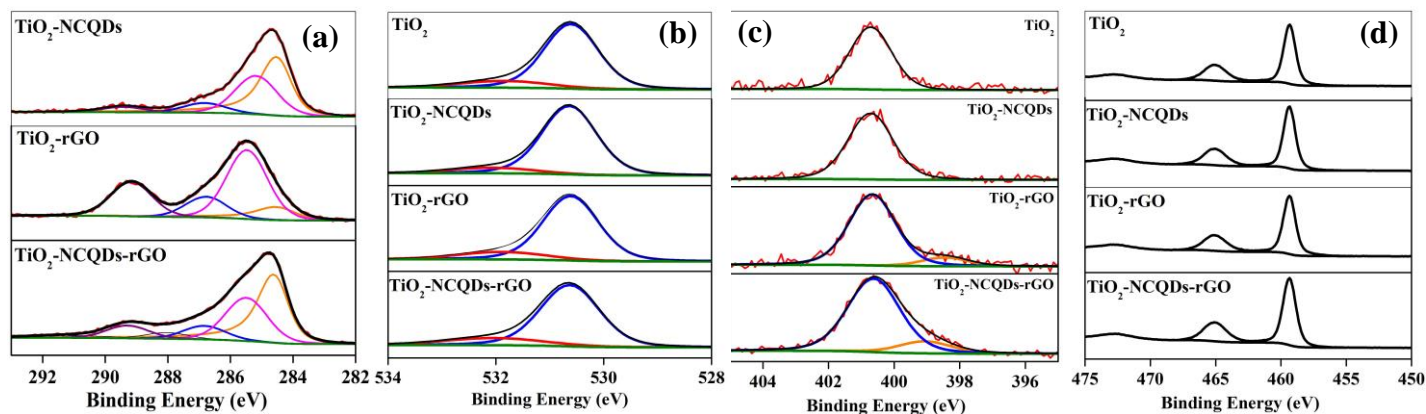 TiO2-NCQDs
(a)
TiO2-rGO
TiO2-NCQDs-rGO
292 290 288 286 284 282
Binding Energy (eV)
TiO2
(b)
TiO2-NCQDs
TiO2-rGO
TiO2-NCQDs-rGO
534 532 530 528
Binding Energy (eV)
(c)
TiO2
TiO2-NCQDs
TiO2-rGO
TiO2-NCQDs-rGO
404 402 400 398 396
Binding Energy (eV)
TiO2
(d)
TiO2-NCQDs
TiO2-rGO
TiO2-NCQDs-rGO
475 470 465 460 455 450
Binding Energy (eV)